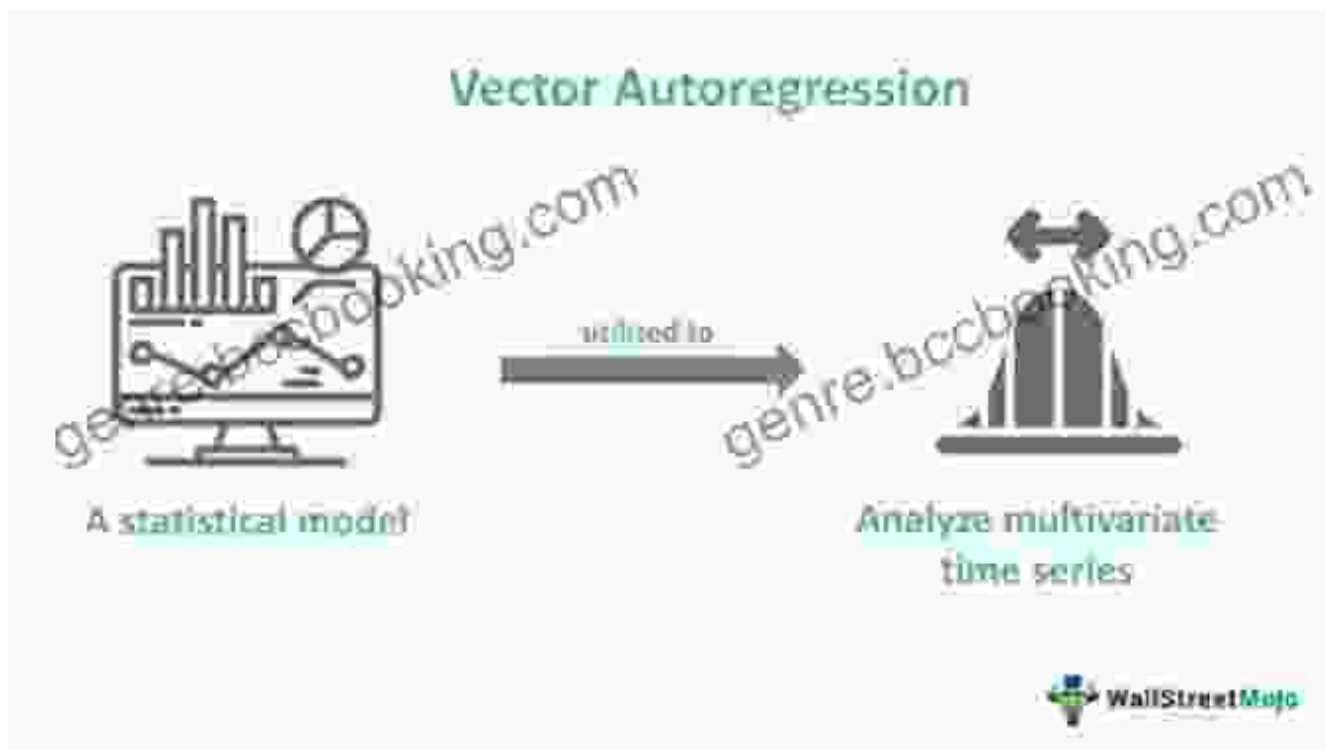 Vector Autoregression
genre.bccbooking.com
genre.bccbooking.com
utilized to
A statistical model
Analyze multivariate
time series
WallStreetMojo